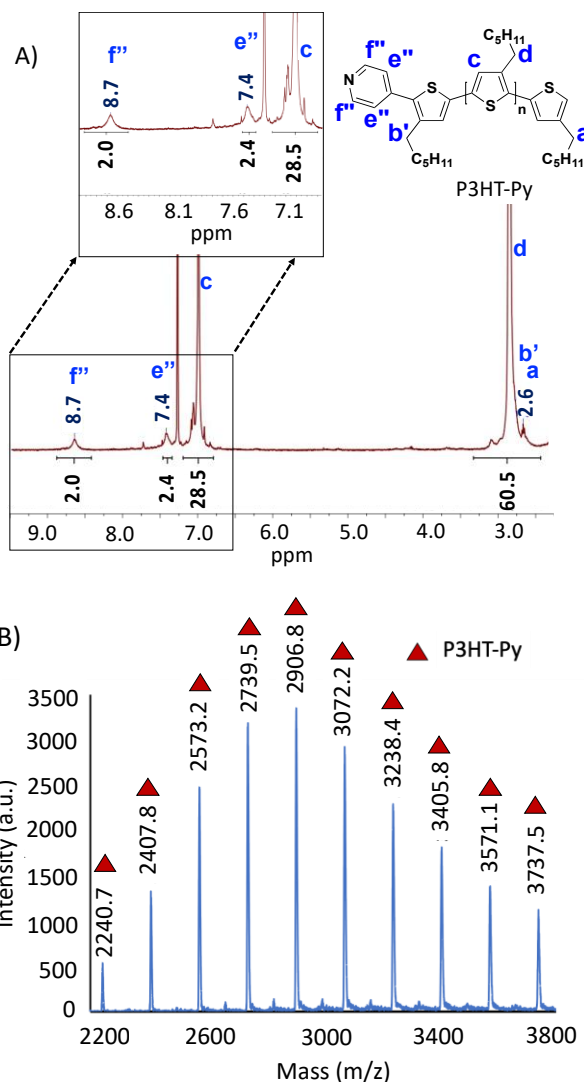 A)
f''
8.7
e''
7.4
c
2.0
2.4
28.5
8.6
8.1
7.6
7.1
ppm
C₅H₁₁
f'' e''
c
d
N
S
S
S
n
f'' e''
b'
a
C₅H₁₁
C₅H₁₁
P3HT-Py
d
c
f''
8.7
e''
7.4
b'
a
2.6
2.0
2.4
28.5
60.5
9.0
8.0
7.0
6.0
5.0
4.0
3.0
ppm
B)
P3HT-Py
2240.7
2407.8
2573.2
2739.5
2906.8
3072.2
3238.4
3405.8
3571.1
3737.5
Intensity (a.u.)
3500
3000
2500
2000
1500
1000
500
0
2200
2600
3000
3400
3800
Mass (m/z)